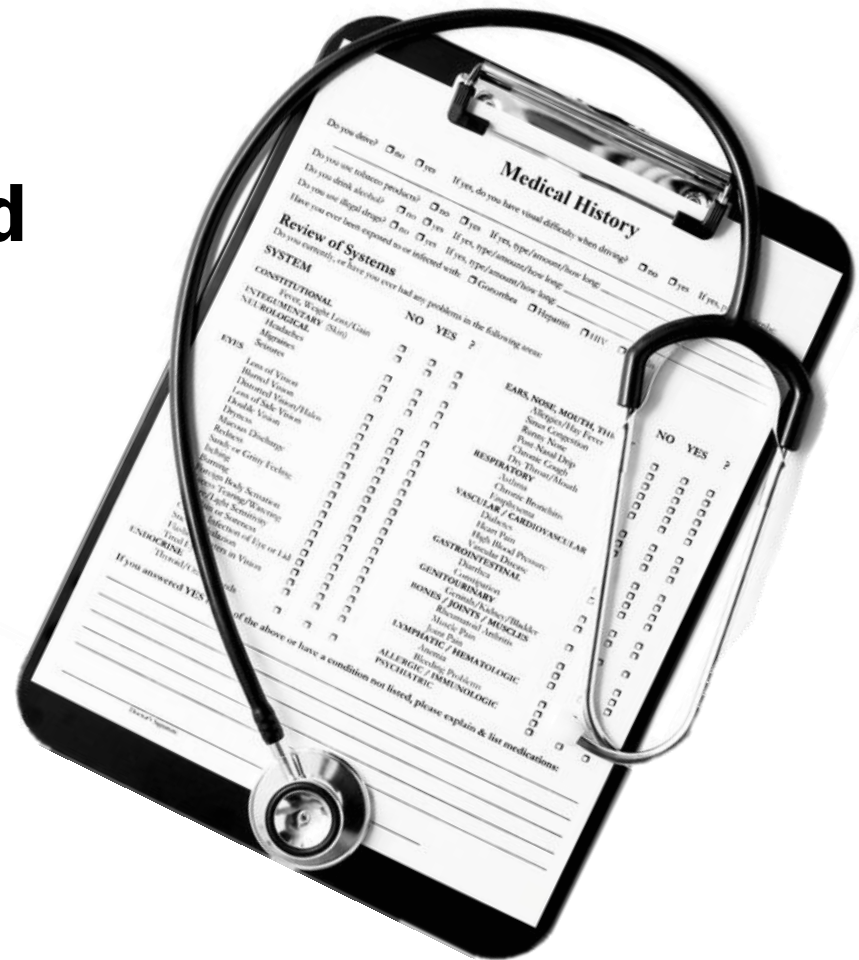 d
Medical History
Do you drive? no yes If yes, do you have visual difficulty when driving? no yes If yes,
Do you use tobacco products? no yes If yes, type/amount/how long:
Do you drink alcohol? no yes If yes, type/amount/how long:
Do you use illegal drugs? no yes If yes, type/amount/how long:
Have you ever been exposed to or infected with: Gonorrhea Hepatitis HIV
Review of Systems
Do you currently, or have you ever had any problems in the following areas:
SYSTEM NO YES ?
CONSTITUTIONAL
Fever, Weight Loss/Gain
INTEGUMENTARY (Skin)
NEUROLOGICAL
Headaches
Migraines
Seizures
EYES
Loss of Vision
Blurred Vision
Distorted Vision/Halos
Loss of Side Vision
Double Vision
Dryness
Mucous Discharge
Redness
Sandy or Gritty Feeling
Itching
Burning
Foreign Body Sensation
Tearing/Watering
/Light Sensitivity
or Soreness
Infection of Eye or Lid
in Vision
ENDOCRINE
EARS, NOSE, MOUTH, NO YES ?
Allergies/Hay Fever
Sinus Congestion
Runny Nose
Post-Nasal Drip
Chronic Cough
Dry Throat/Mouth
RESPIRATORY
Asthma
Chronic Bronchitis
Emphysema
VASCULAR / CARDIOVASCULAR
Diabetes
Heart Pain
High Blood Pressure
Vascular Disease
GASTROINTESTINAL
Diarrhea
Constipation
GENITOURINARY
Genitals/Kidney/Bladder
BONES / JOINTS / MUSCLES
Rheumatoid Arthritis
Muscle Pain
Joint Pain
LYMPHATIC / HEMATOLOGIC
Anemia
Bleeding Problems
ALLERGIC / IMMUNOLOGIC
PSYCHIATRIC
If you answered YES of the above or have a condition not listed, please explain & list medications:
Doctor's Signature